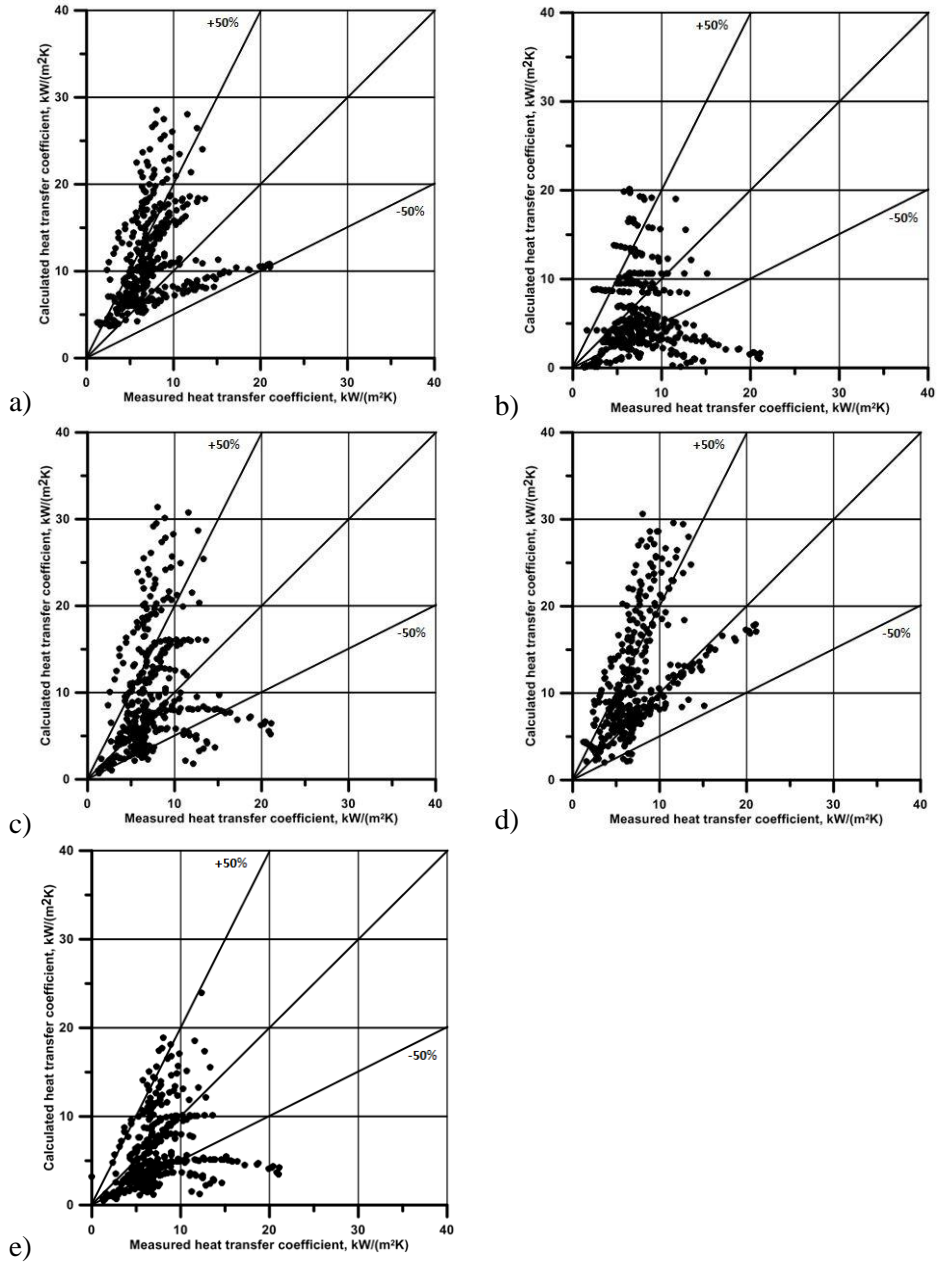 40
+50%
30
20
-50%
10
0
0 10 20 30 40
Calculated heat transfer coefficient, kW/(m2K)
Measured heat transfer coefficient, kW/(m²K)
a)
40
+50%
30
20
-50%
10
0
0 10 20 30 40
Calculated heat transfer coefficient, kW/(m2K)
Measured heat transfer coefficient, kW/(m²K)
b)
40
+50%
30
20
-50%
10
0
0 10 20 30 40
Calculated heat transfer coefficient, kW/(m2K)
Measured heat transfer coefficient, kW/(m²K)
c)
40
+50%
30
20
-50%
10
0
0 10 20 30 40
Calculated heat transfer coefficient, kW/(m2K)
Measured heat transfer coefficient, kW/(m²K)
d)
40
+50%
30
20
-50%
10
0
0 10 20 30 40
Calculated heat transfer coefficient, kW/(m2K)
Measured heat transfer coefficient, kW/(m²K)
e)